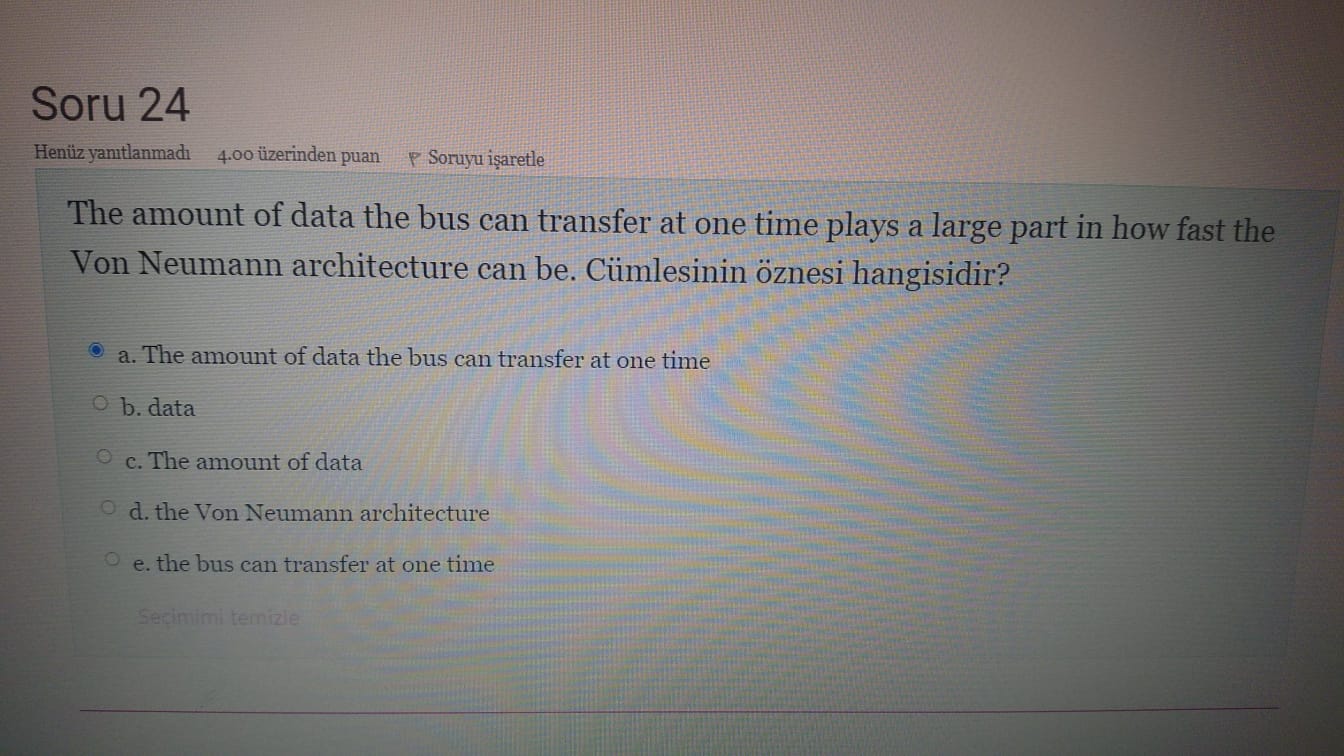 Soru 24
Henüz yanıtlanmadı 4.00 üzerinden puan Soruyu işaretle
The amount of data the bus can transfer at one time plays a large part in how fast the
Von Neumann architecture can be. Cümlesinin öznesi hangisidir?
a. The amount of data the bus can transfer at one time
b. data
c. The amount of data
d. the Von Neumann architecture
e. the bus can transfer at one time
Seçimimi temizle